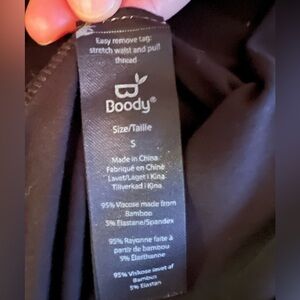 Easy remove tag:
stretch waist and pull
thread
Boody®
Size/Taille
S
Made in China
Fabriqué en Chine
Lavet/Laget i Kina
Tillverkad i Kina
95% Viscose made from
Bamboo
5% Elastane/Spandex
95% Rayonne faite à
partir de bambou
5% Élasthanne
95% Viskose lavet af
Bambus
5% Elastan